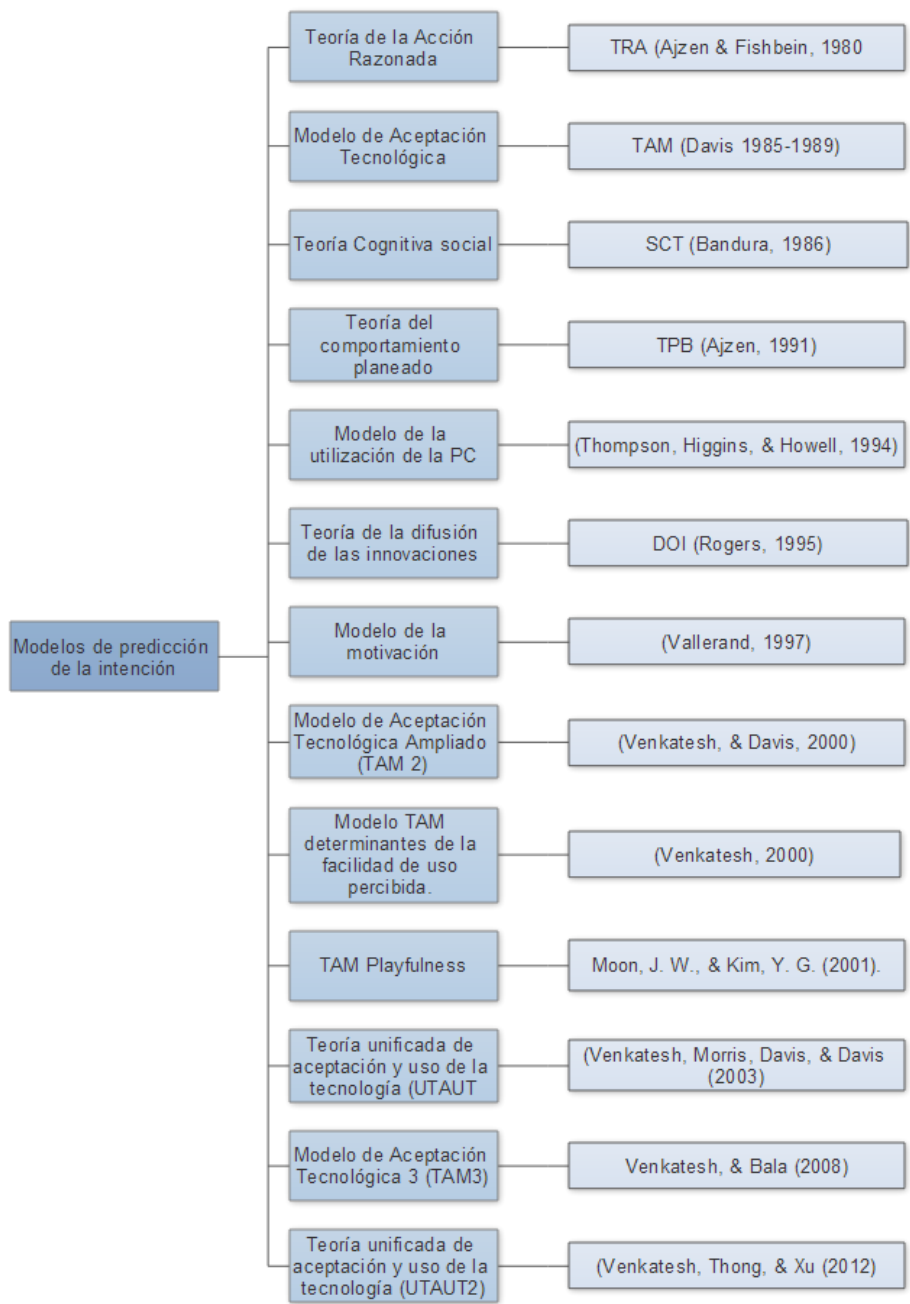 Teoría de la Acción
Razonada
TRA (Ajzen & Fishbein, 1980
Modelo de Aceptación
Tecnológica
TAM (Davis 1985-1989)
Teoría Cognitiva social
SCT (Bandura, 1986)
Teoría del
comportamiento
planeado
TPB (Ajzen, 1991)
Modelo de la
utilización de la PC
(Thompson, Higgins, & Howell, 1994)
Teoría de la difusión
de las innovaciones
DOI (Rogers, 1995)
Modelos de predicción
de la intención
Modelo de la
motivación
(Vallerand, 1997)
Modelo de Aceptación
Tecnológica Ampliado
(TAM 2)
(Venkatesh, & Davis, 2000)
Modelo TAM
determinantes de la
facilidad de uso
percibida.
(Venkatesh, 2000)
TAM Playfulness
Moon, J. W., & Kim, Y. G. (2001).
Teoría unificada de
aceptación y uso de la
tecnología (UTAUT
(Venkatesh, Morris, Davis, & Davis
(2003)
Modelo de Aceptación
Tecnológica 3 (TAM3)
Venkatesh, & Bala (2008)
Teoría unificada de
aceptación y uso de la
tecnología (UTAUT2)
(Venkatesh, Thong, & Xu (2012)